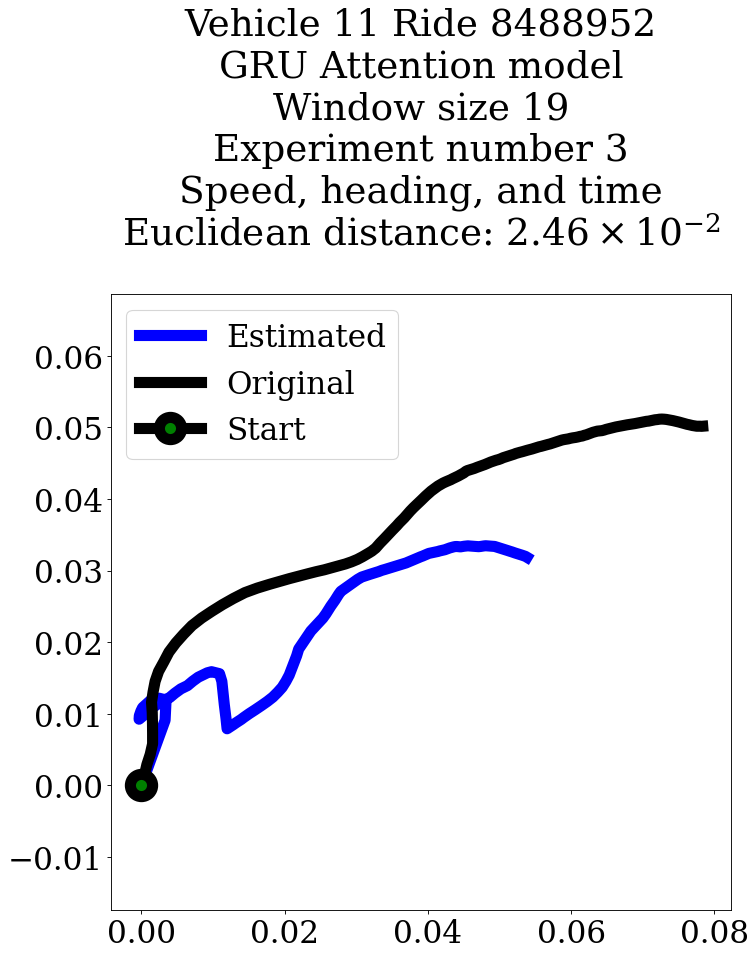 Vehicle 11 Ride 8488952
GRU Attention model
Window size 19
Experiment number 3
Speed, heading, and time
Euclidean distance: 2.46 × 10⁻²
Estimated
Original
Start
0.06
0.05
0.04
0.03
0.02
0.01
0.00
−0.01
0.00 0.02 0.04 0.06 0.08